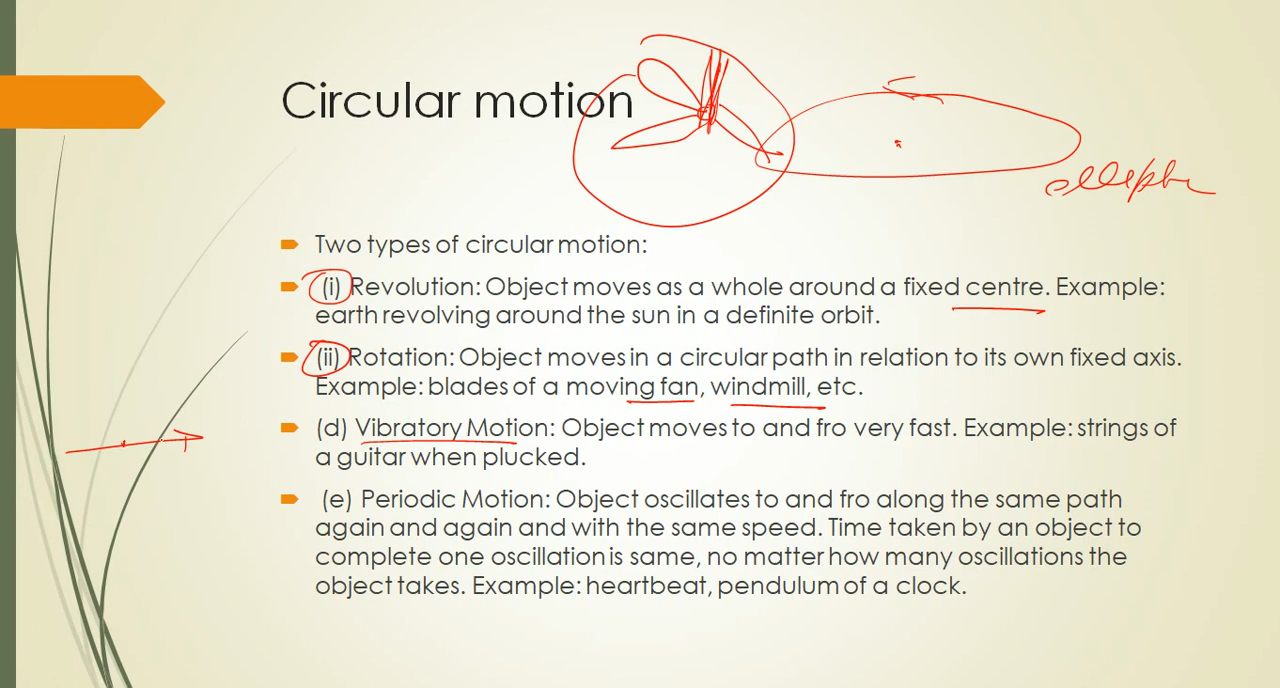 Circular motion
Two types of circular motion:
(i) Revolution: Object moves as a whole around a fixed centre. Example:
earth revolving around the sun in a definite orbit.
(ii) Rotation: Object moves in a circular path in relation to its own fixed axis.
Example: blades of a moving fan, windmill, etc.
(d) Vibratory Motion: Object moves to and fro very fast. Example: strings of
a guitar when plucked.
(e) Periodic Motion: Object oscillates to and fro along the same path
again and again and with the same speed. Time taken by an object to
complete one oscillation is same, no matter how many oscillations the
object takes. Example: heartbeat, pendulum of a clock.